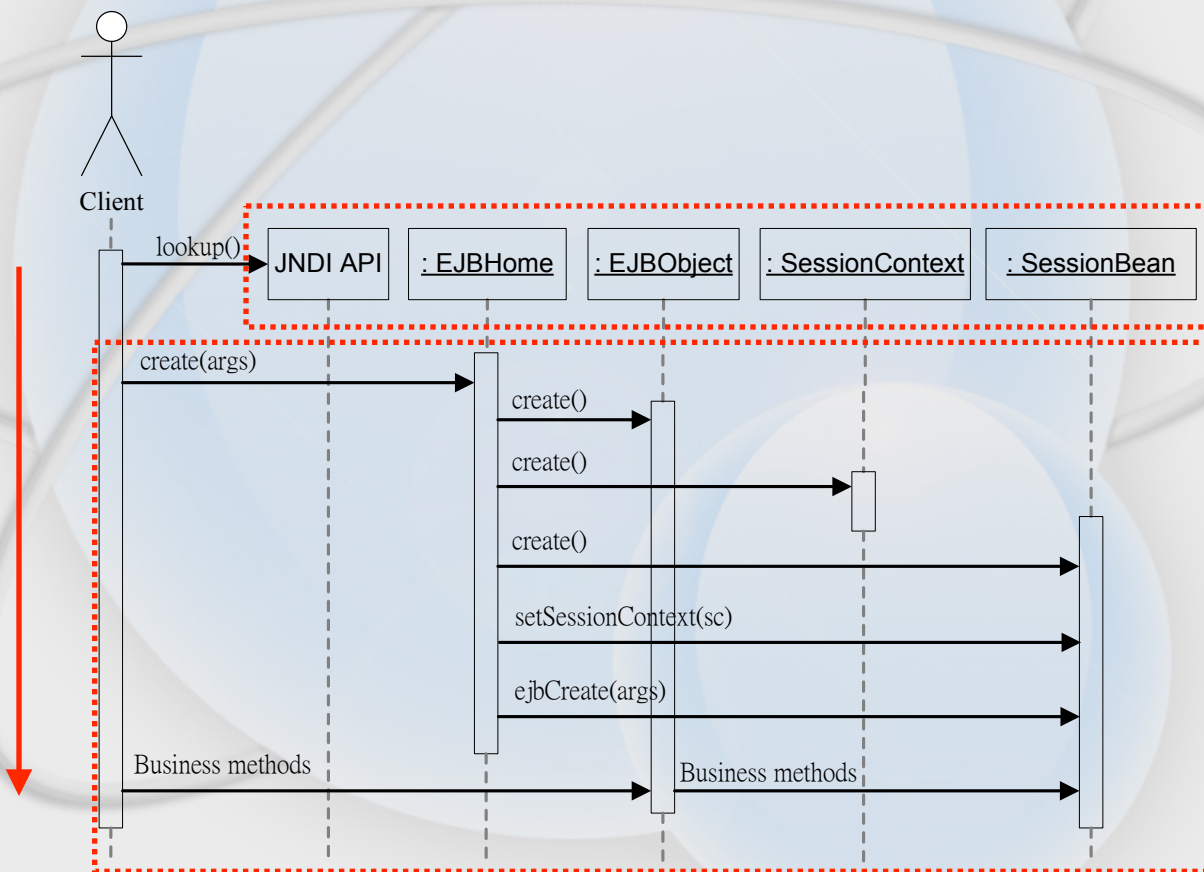 Client
lookup()
JNDI API
: EJBHome
: EJBObject
: SessionContext
: SessionBean
create(args)
create()
create()
create()
setSessionContext(sc)
ejbCreate(args)
Business methods
Business methods